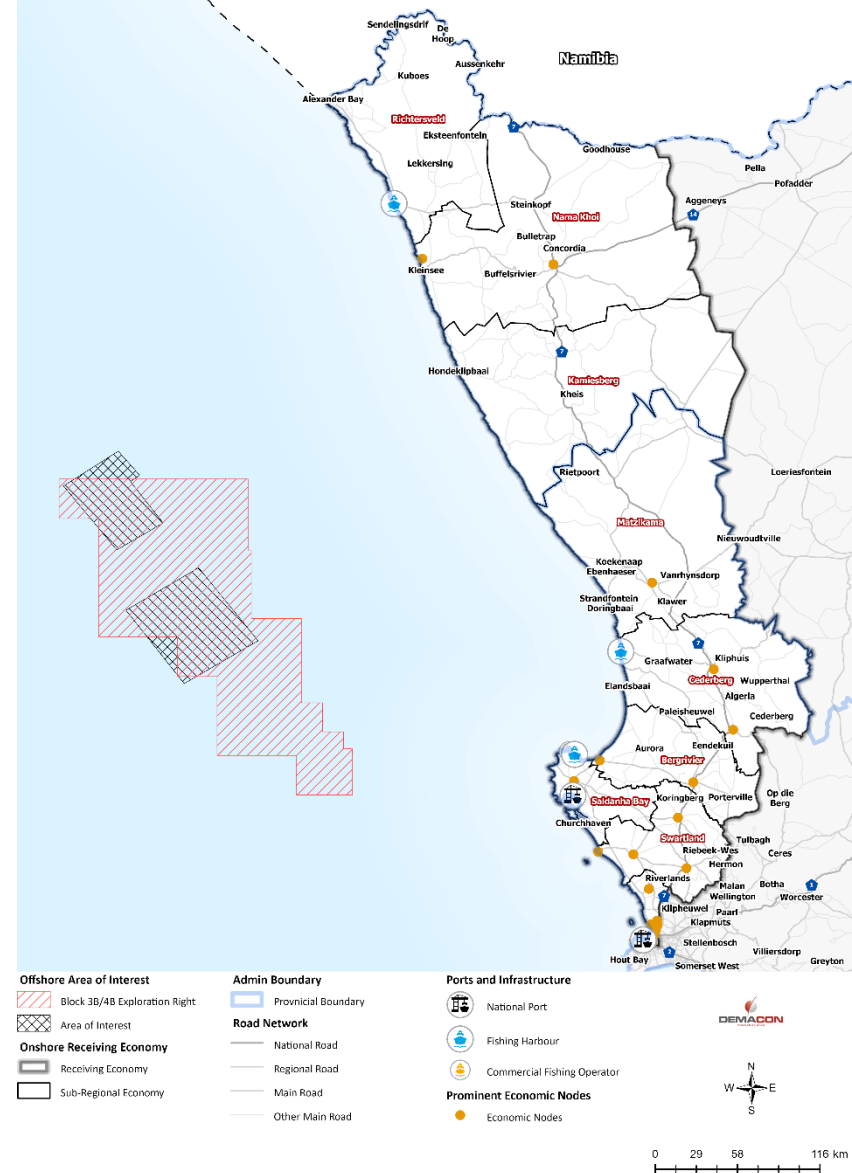 Sendelingsdrif
De
Hoop
Namibia
Aussenkehr
Kuboes
Alexander Bay
Richtersveld
7
Eksteenfontein
Goodhouse
Lekkersing
Pella
Pofadder
Aggeneys
14
Steinkopf
Nama Khoi
Bulletrap
Concordia
Kleinsee
Buffelsrivier
7
Hondeklipbaai
Kamiesberg
Kheis
Rietpoort
Loeriesfontein
Matzikama
Nieuwoudtville
Koekenaap
Ebenhaeser
Vanrhynsdorp
Strandfontein
Doringbaai
Klawer
7
Graafwater
Kliphuis
Cederberg
Wupperthal
Elandsbaai
Algeria
Paleisheuwel
Cederberg
Aurora
Eendekuil
Bergrivier
Saldanha Bay
Koringberg
Porterville
Op die
Berg
Churchhaven
Swartland
Tulbagh
Riebeek-Wes
Ceres
Hermon
Riverlands
Malan
Botha
1
Wellington
Worcester
7
Klipheuwel
Paarl
Klapmuts
Stellenbosch
Hout Bay
2
Villiersdorp
Somerset West
Greyton
Offshore Area of Interest
Block 3B/4B Exploration Right
Area of Interest
Onshore Receiving Economy
Receiving Economy
Sub-Regional Economy
Admin Boundary
Provnicial Boundary
Road Network
National Road
Regional Road
Main Road
Other Main Road
Ports and Infrastructure
National Port
Fishing Harbour
Commercial Fishing Operator
Prominent Economic Nodes
Economic Nodes
DEMACON
N
W E
S
0 29 58 116 km